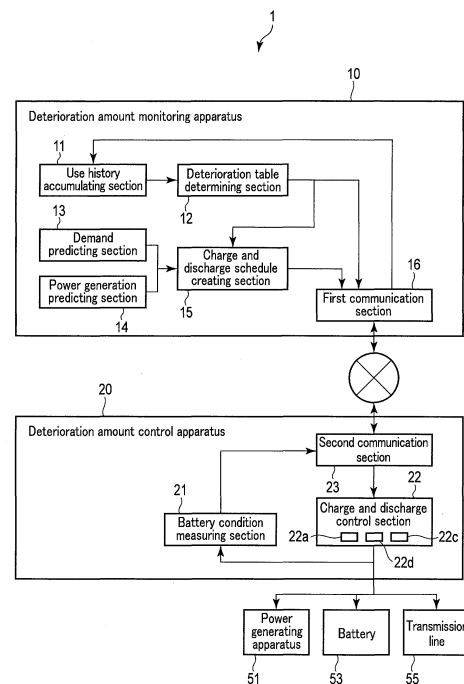 1
10
Deterioration amount monitoring apparatus
11
Use history
accumulating section
Deterioration table
determining section
12
13
Demand
predicting section
Power generation
predicting section
14
Charge and
discharge schedule
creating section
15
16
First communication
section
20
Deterioration amount control apparatus
Second communication
section
23
22
21
Battery condition
measuring section
Charge and discharge
control section
22a
22d
22c
Power
generating
apparatus
51
Battery
53
Transmission
line
55